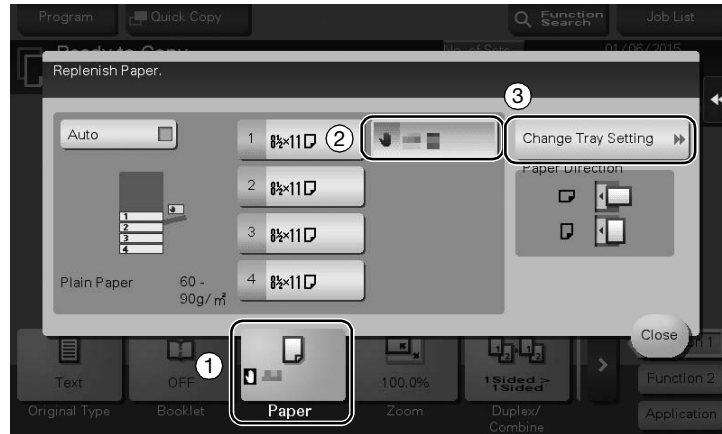 Program
Quick Copy
Function
Search
Job List
Ready to Copy
No. of Sets
01/06/2015
Replenish Paper.
3
Auto
1 8½×11
2
Change Tray Setting
Paper Direction
2 8½×11
1
2
3
4
3 8½×11
Plain Paper
60 -
90g/㎡
4 8½×11
Close
1
Text
OFF
100.0%
1Sided >
1Sided
Function 2
Original Type
Booklet
Paper
Zoom
Duplex/
Combine
Application